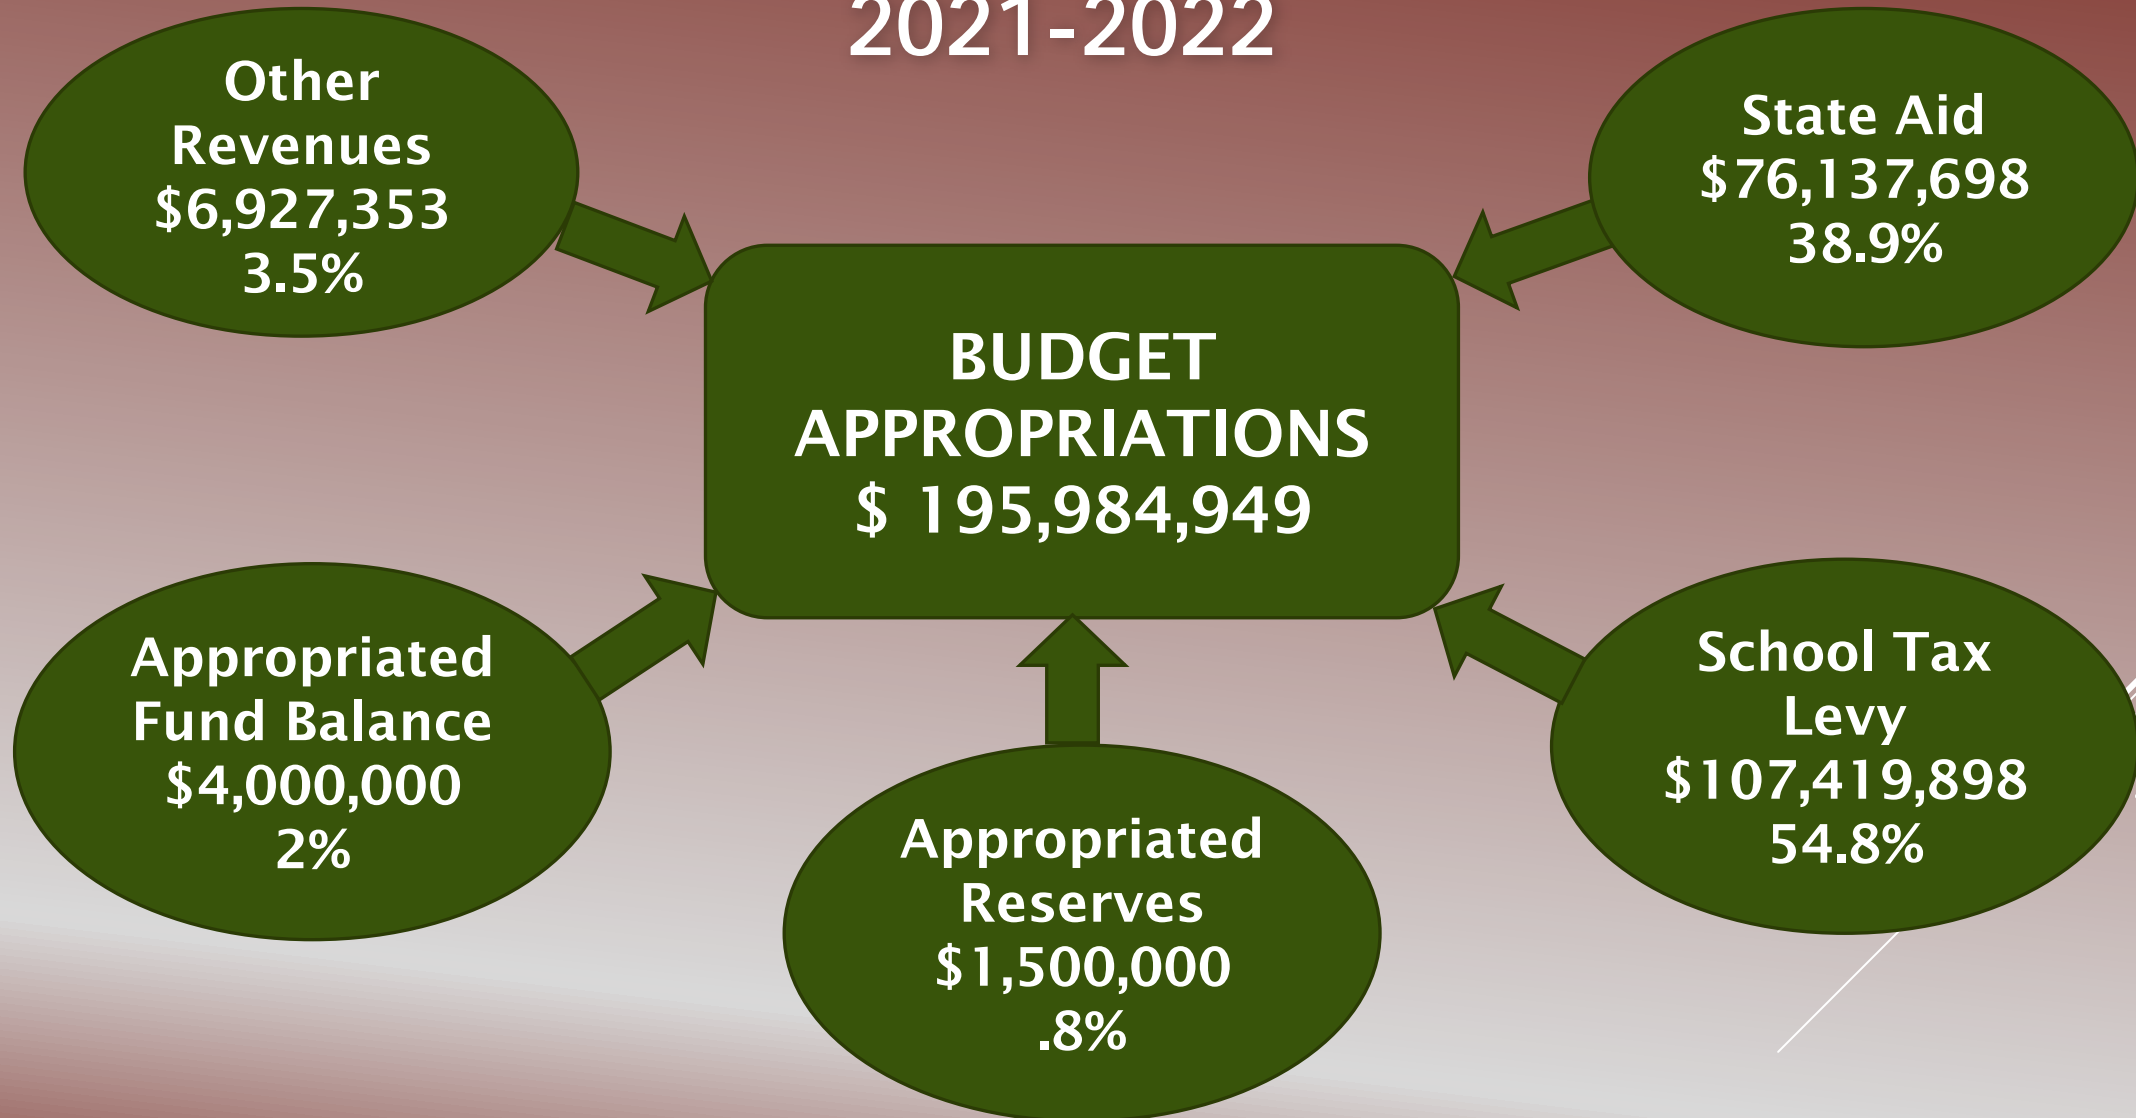 2021-2022
Other
Revenues
$6,927,353
3.5%
State Aid
$76,137,698
38.9%
BUDGET
APPROPRIATIONS
$ 195,984,949
Appropriated
Fund Balance
$4,000,000
2%
Appropriated
Reserves
$1,500,000
.8%
School Tax
Levy
$107,419,898
54.8%